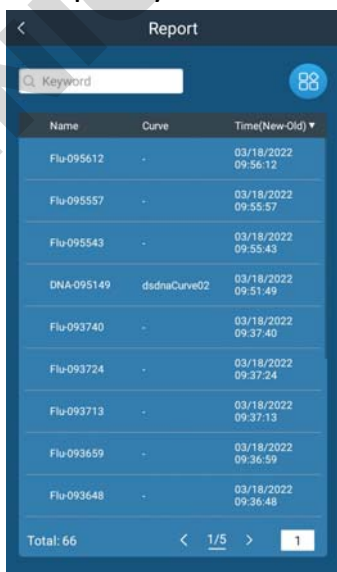 Report
Keyword
Name Curve Time(New-Old) ▼
Flu-095612 - 03/18/2022
09:56:12
Flu-095557 - 03/18/2022
09:55:57
Flu-095543 - 03/18/2022
09:55:43
DNA-095149 dsdnaCurve02 03/18/2022
09:51:49
Flu-093740 - 03/18/2022
09:37:40
Flu-093724 - 03/18/2022
09:37:24
Flu-093713 - 03/18/2022
09:37:13
Flu-093659 - 03/18/2022
09:36:59
Flu-093648 - 03/18/2022
09:36:48
Total: 66 < 1/5 > 1